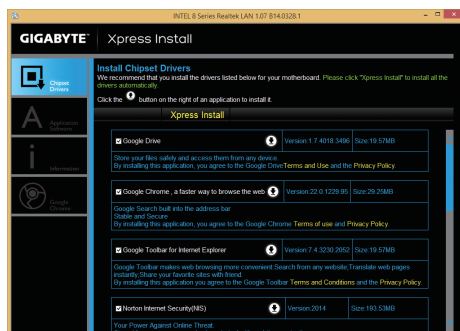 INTEL 8 Series Realtek LAN 1.07 B14.0328.1
GIGABYTE™ Xpress Install
Chipset
Drivers
Application
Software
Information
Google
Chrome
Install Chipset Drivers
We recommend that you install the drivers listed below for your motherboard. Please click "Xpress Install" to install all the
drivers automatically.
Click the button on the right of an application to install it.
Xpress Install
Google Drive Version:1.7.4018.3496 Size:19.57MB
Store your files safely and access them from any device.
By installing this application, you agree to the Google DriveTerms and Use and the Privacy Policy.
Google Chrome , a faster way to browse the web Version:22.0.1229.95 Size:29.25MB
Google Search built into the address bar
Stable and Secure
By installing this application, you agree to the Google Chrome Terms of use and Privacy Policy.
Google Toolbar for Internet Explorer Version:7.4.3230.2052 Size:19.57MB
Google Toolbar makes web browsing more convenient.Search from any website;Translate web pages
instantly;Share your favorite sites with friend.
By installing this application, you agree to the Google Toolbar Terms and Conditions and the Privacy Policy.
Norton Internet Security(NIS) Version:2014 Size:193.53MB
Your Power Against Online Threat.